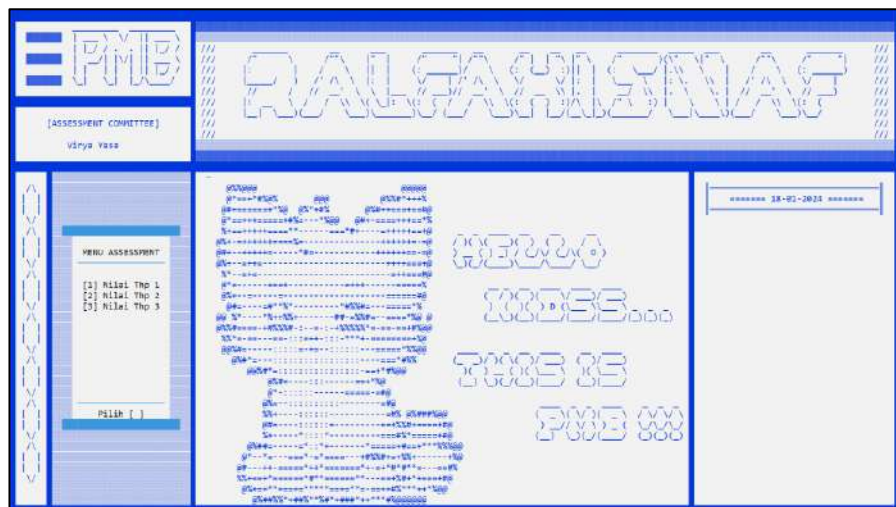 PMB
RALFAHISNAF
[ASSESSMENT COMMITTEE]
Virya Yasa
MENU ASSESSMENT
[1] Nilai Thp 1
[2] Nilai Thp 2
[3] Nilai Thp 3
Pilih [ ]
HELLO
KIDSS...
THIS IS
PMB !!!
======= 18-01-2024 =======